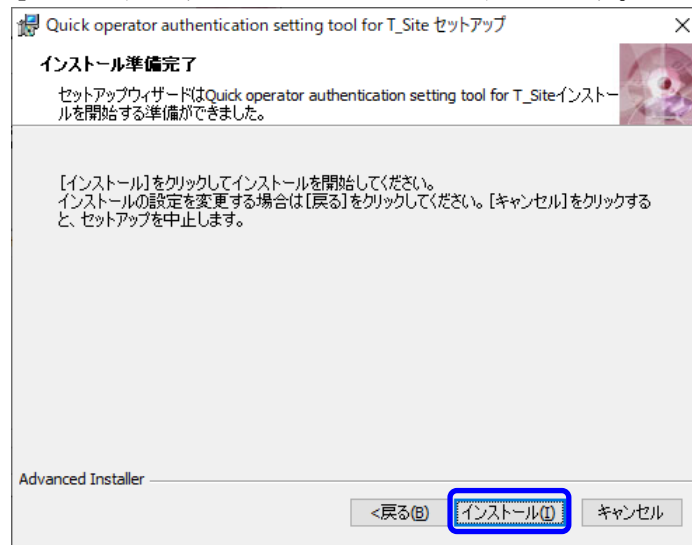 Quick operator authentication setting tool for T_Site セットアップ
インストール準備完了
セットアップウィザードはQuick operator authentication setting tool for T_Siteインストー
ルを開始する準備ができました。
[インストール]をクリックしてインストールを開始してください。
インストールの設定を変更する場合は[戻る]をクリックしてください。[キャンセル]をクリックする
と、セットアップを中止します。
Advanced Installer
<戻る(B) インストール(I) キャンセル